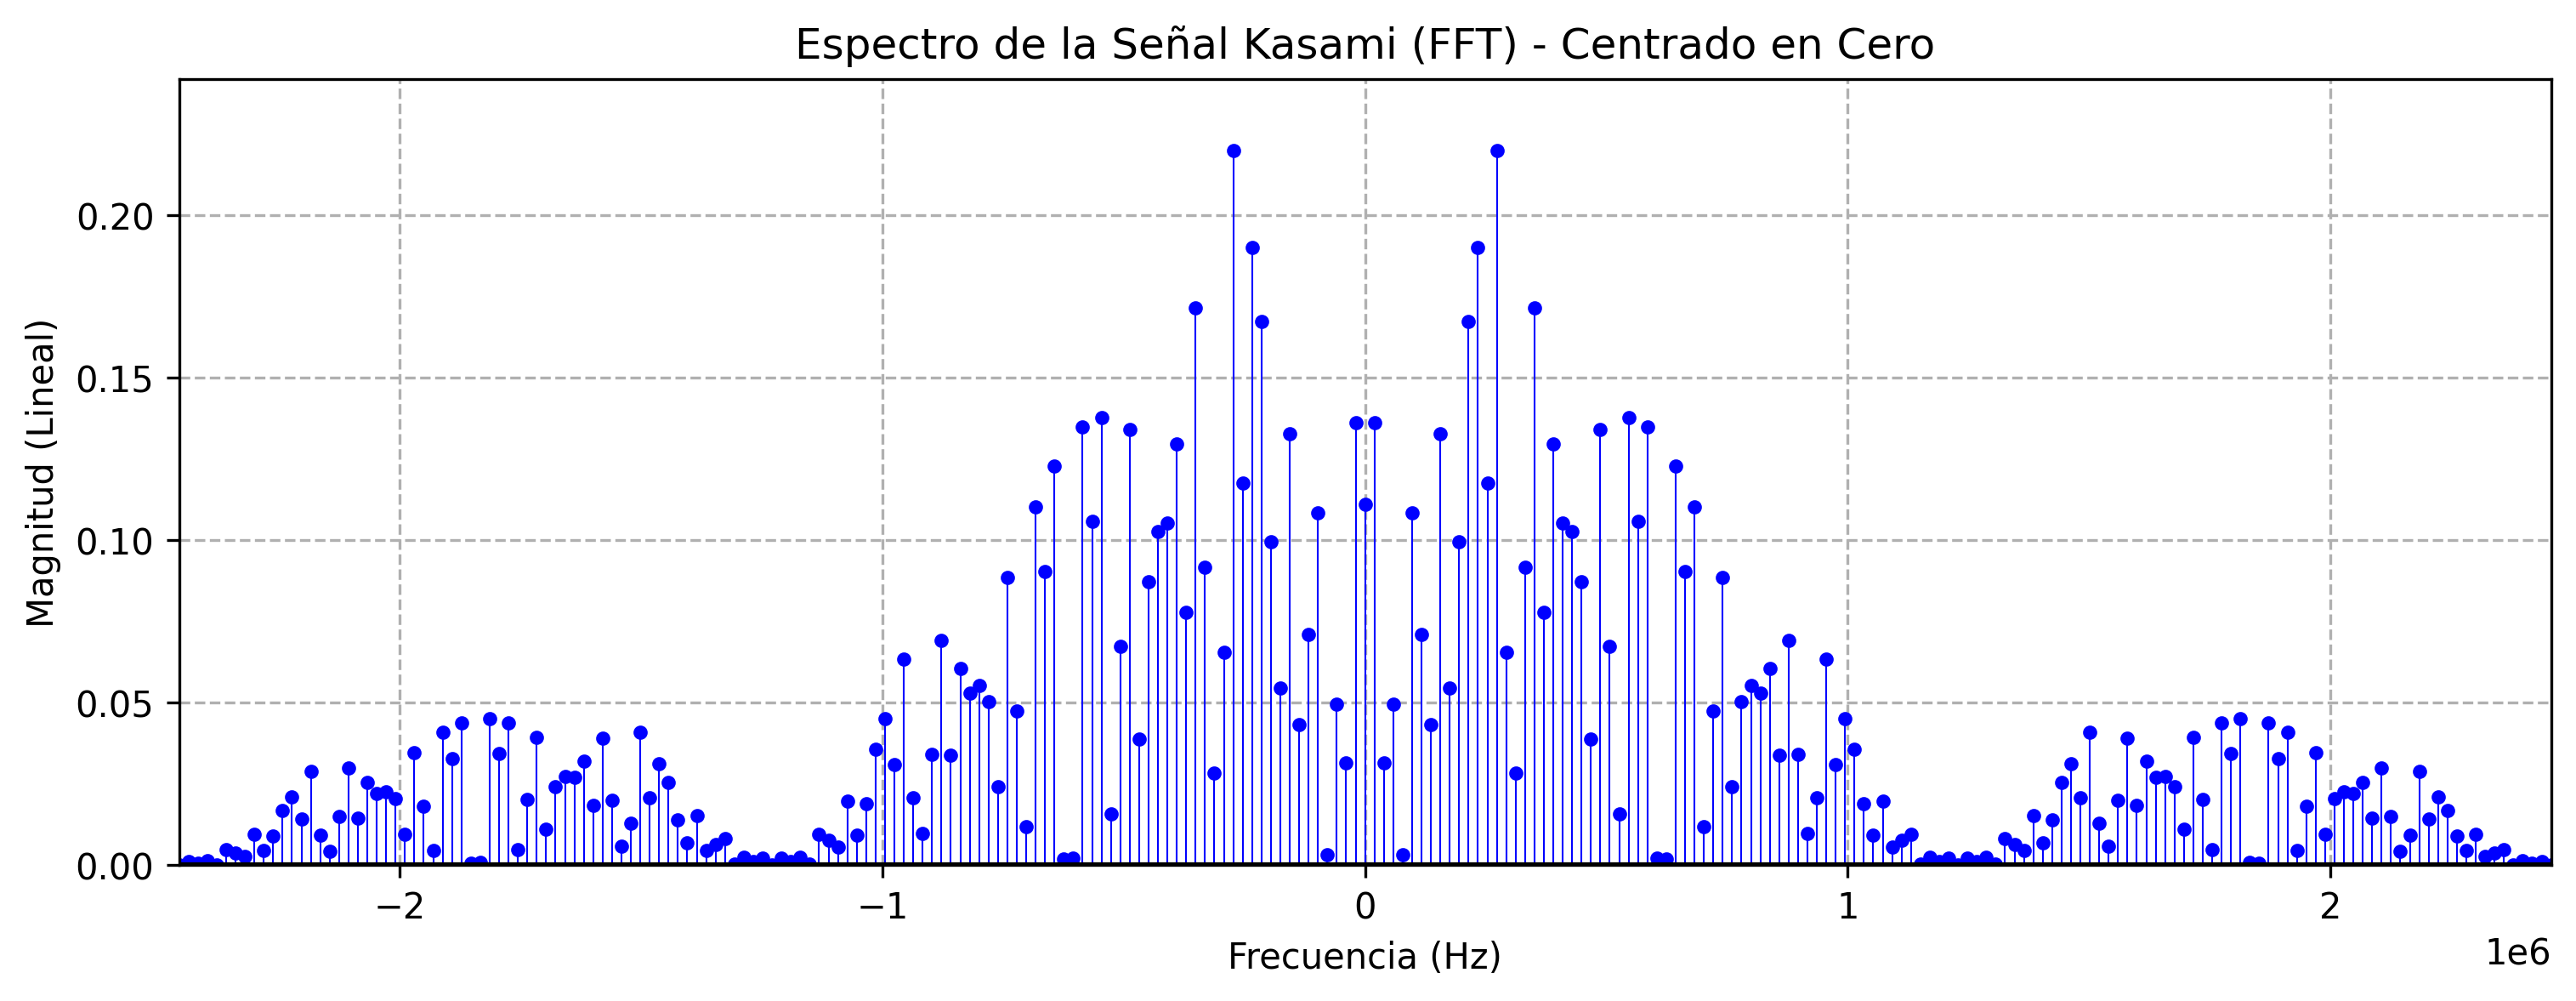 Espectro de la Señal Kasami (FFT) - Centrado en Cero
Magnitud (Lineal)
0.20
0.15
0.10
0.05
0.00
−2 −1 0 1 2
1e6
Frecuencia (Hz)